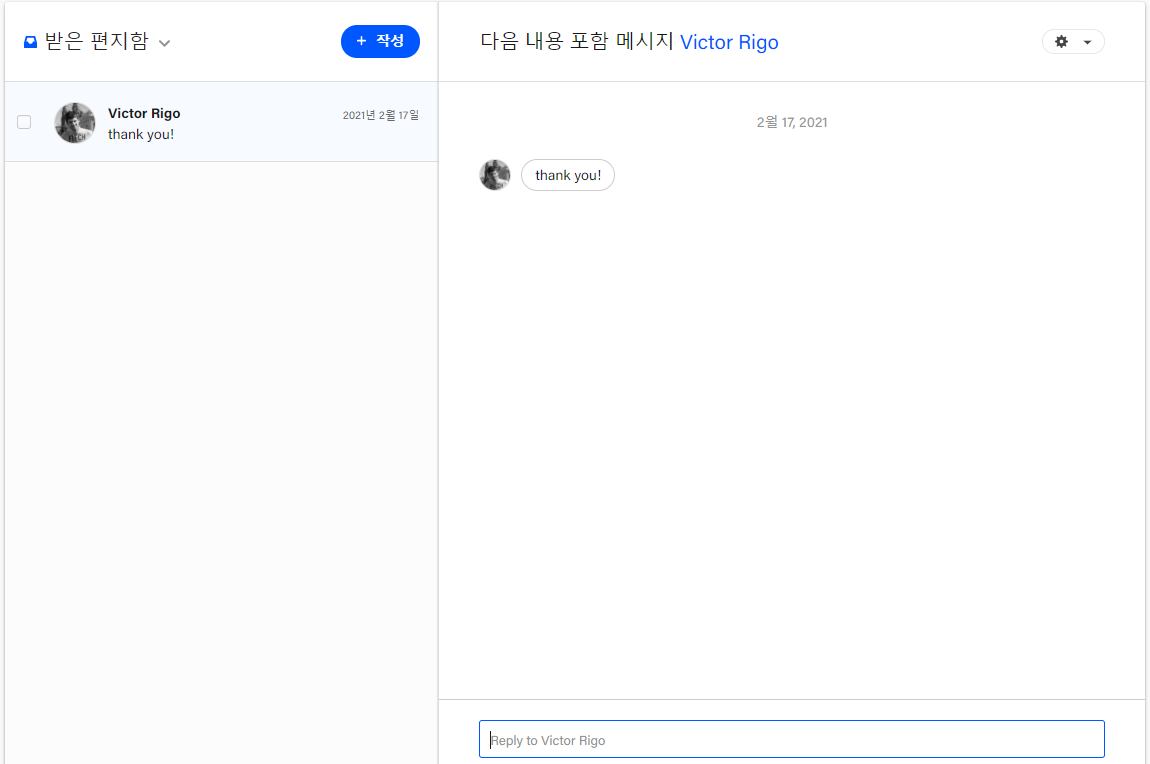 받은 편지함
+ 작성
Victor Rigo
2021년 2월 17일
thank you!
다음 내용 포함 메시지 Victor Rigo
2월 17, 2021
thank you!
Reply to Victor Rigo